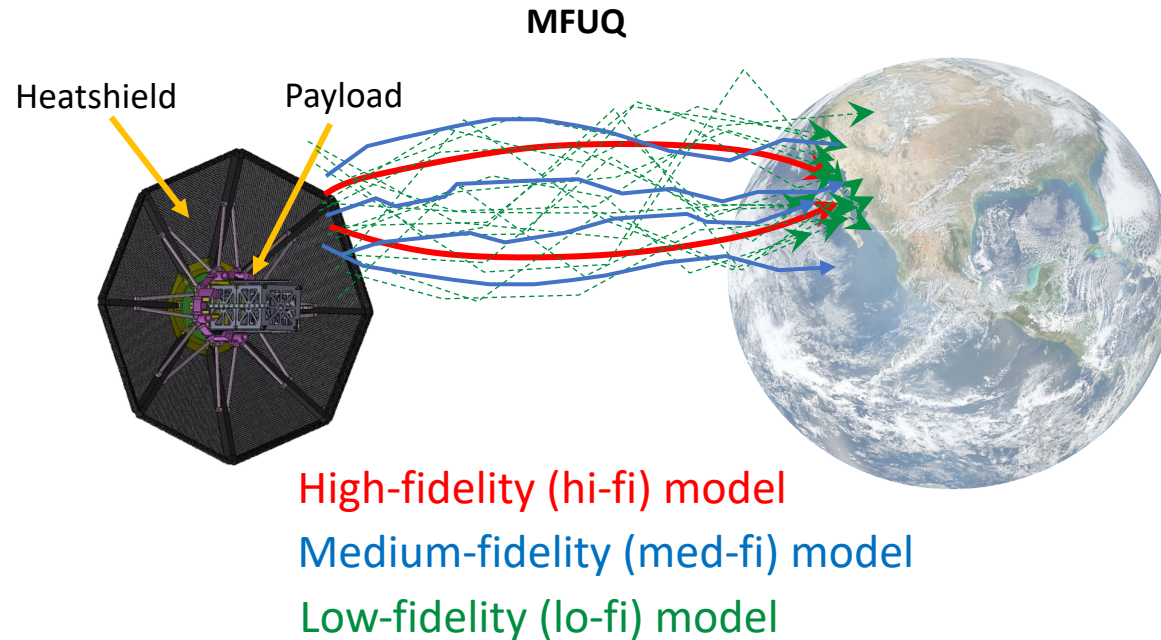 MFUQ
Heatshield
Payload
High-fidelity (hi-fi) model
Medium-fidelity (med-fi) model
Low-fidelity (lo-fi) model